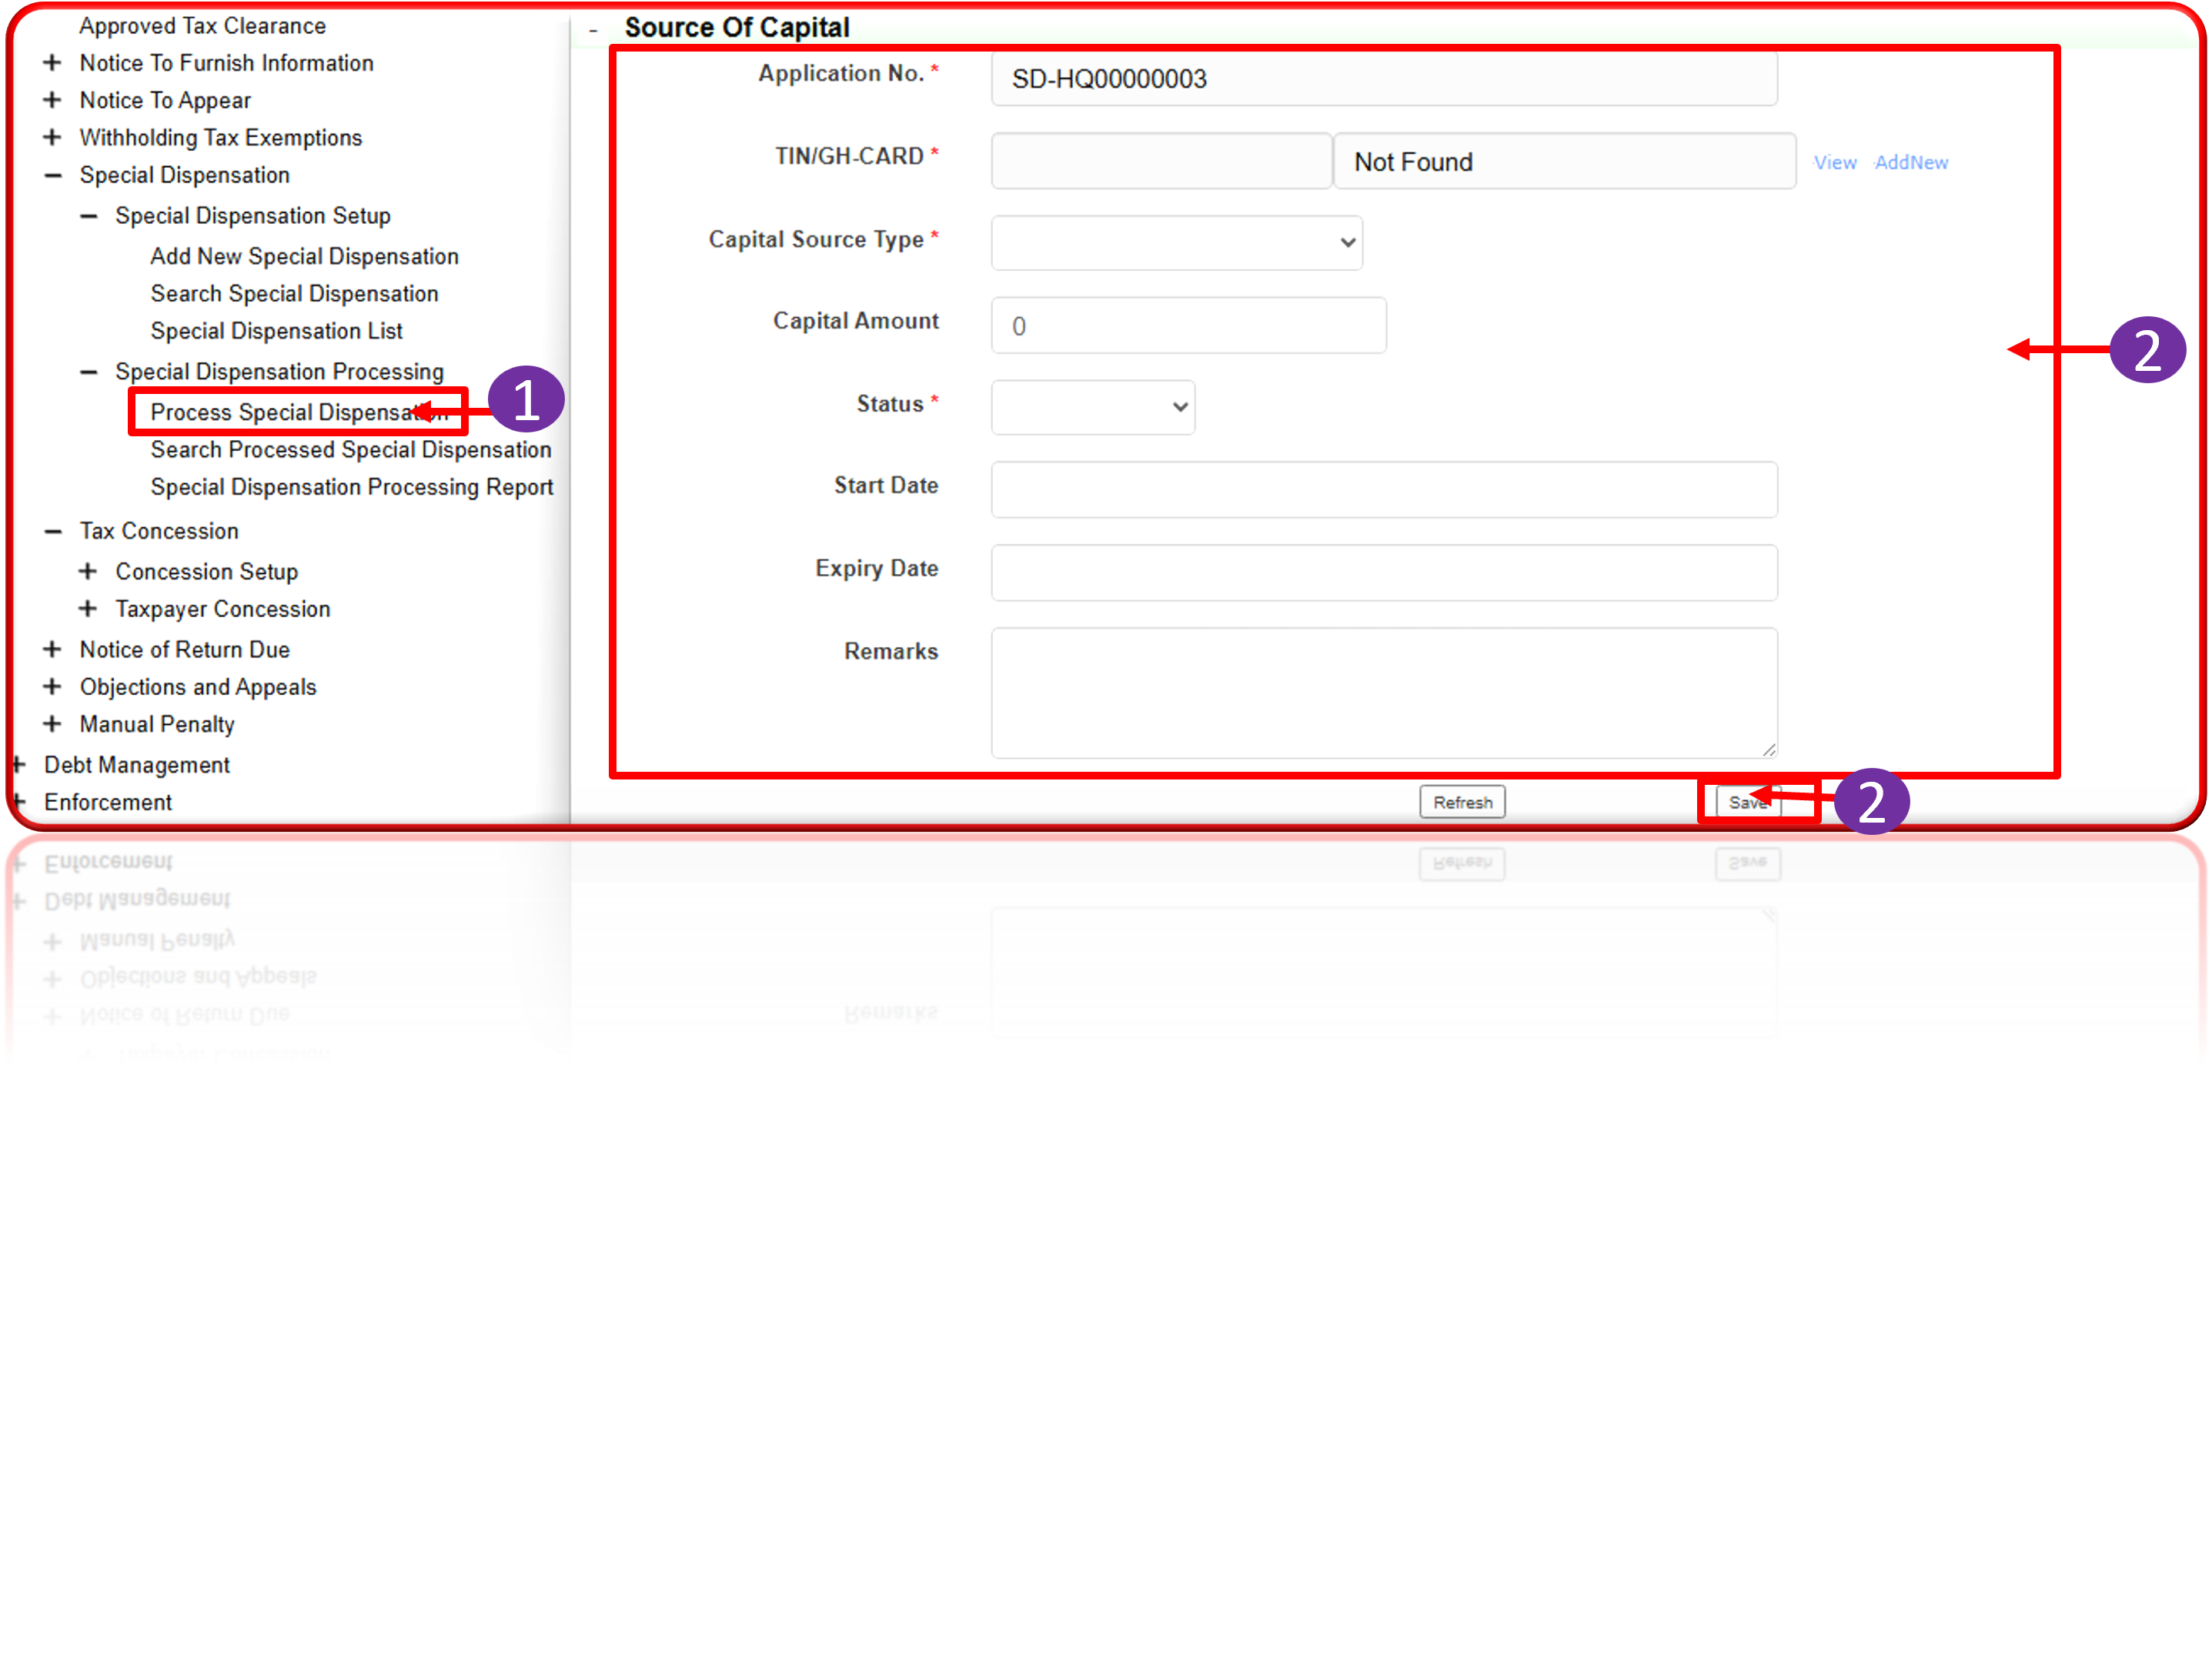 Approved Tax Clearance
Notice To Furnish Information
Notice To Appear
Withholding Tax Exemptions
Special Dispensation
Special Dispensation Setup
Add New Special Dispensation
Search Special Dispensation
Special Dispensation List
Special Dispensation Processing
Process Special Dispensation
1
Search Processed Special Dispensation
Special Dispensation Processing Report
Tax Concession
Concession Setup
Taxpayer Concession
Notice of Return Due
Objections and Appeals
Manual Penalty
Debt Management
Enforcement
- Source Of Capital
Application No. * SD-HQ00000003
TIN/GH-CARD * Not Found View AddNew
Capital Source Type *
Capital Amount 0
2
Status *
Start Date
Expiry Date
Remarks
Refresh Save 2